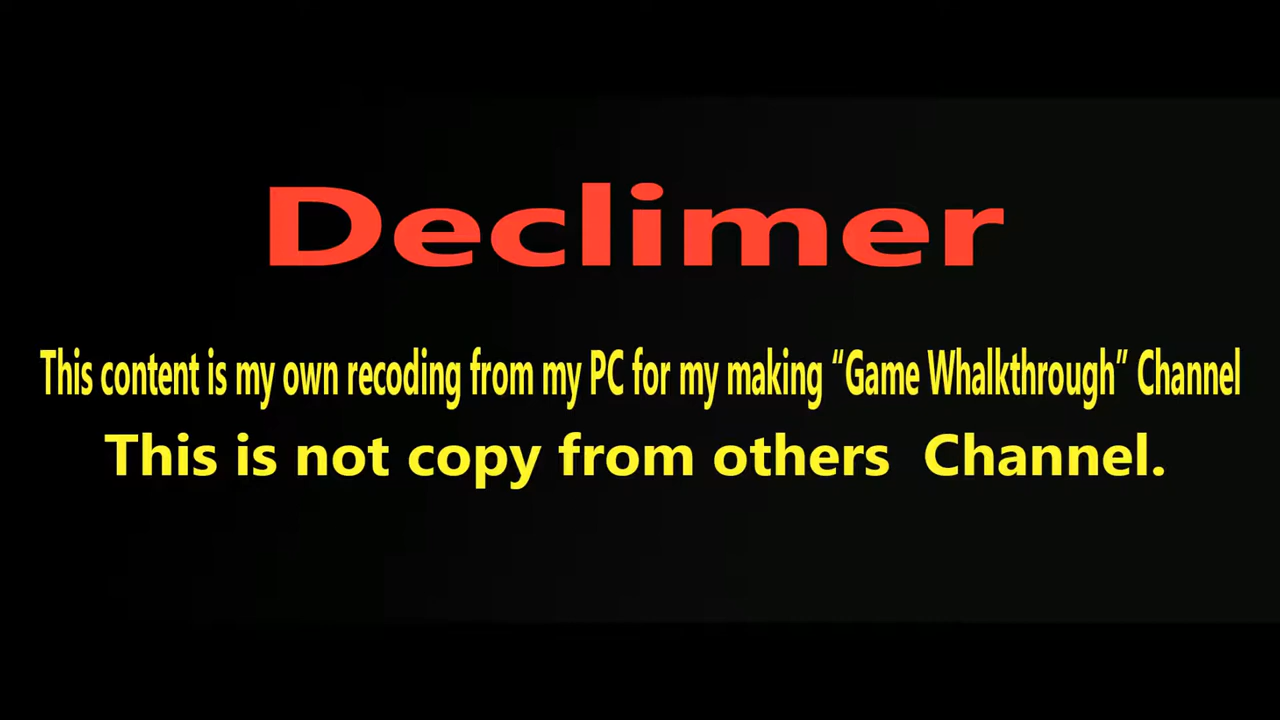 Declimer
This content is my own recoding from my PC for my making “Game Whalkthrough” Channel
This is not copy from others Channel.